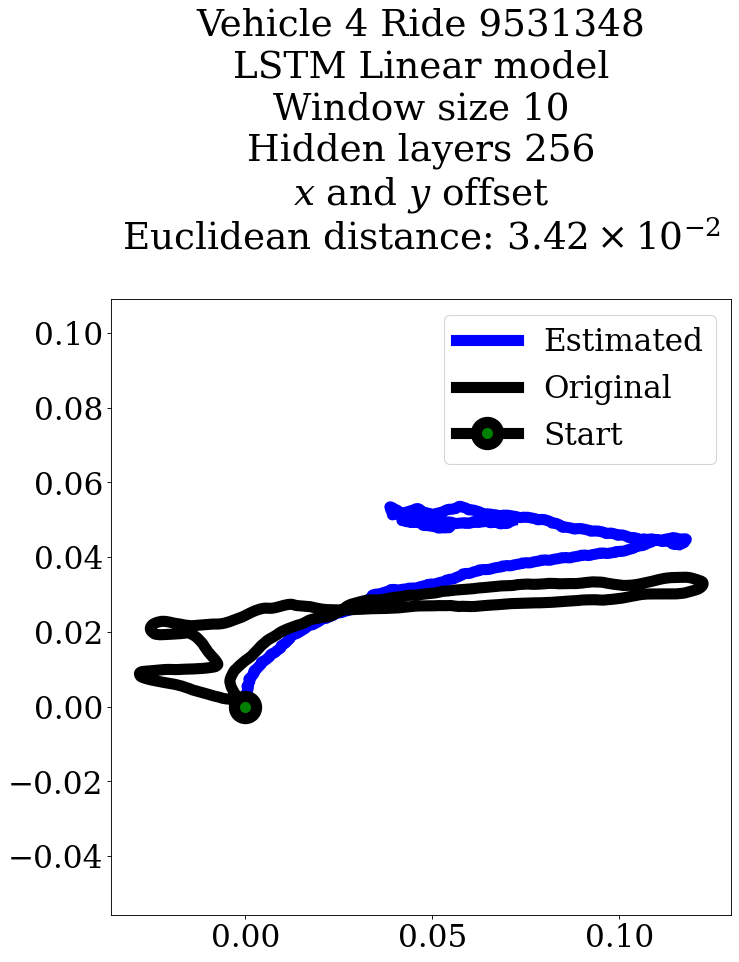 Vehicle 4 Ride 9531348
LSTM Linear model
Window size 10
Hidden layers 256
x and y offset
Euclidean distance: 3.42 × 10⁻²
Estimated
Original
Start
0.10
0.08
0.06
0.04
0.02
0.00
−0.02
−0.04
0.00 0.05 0.10